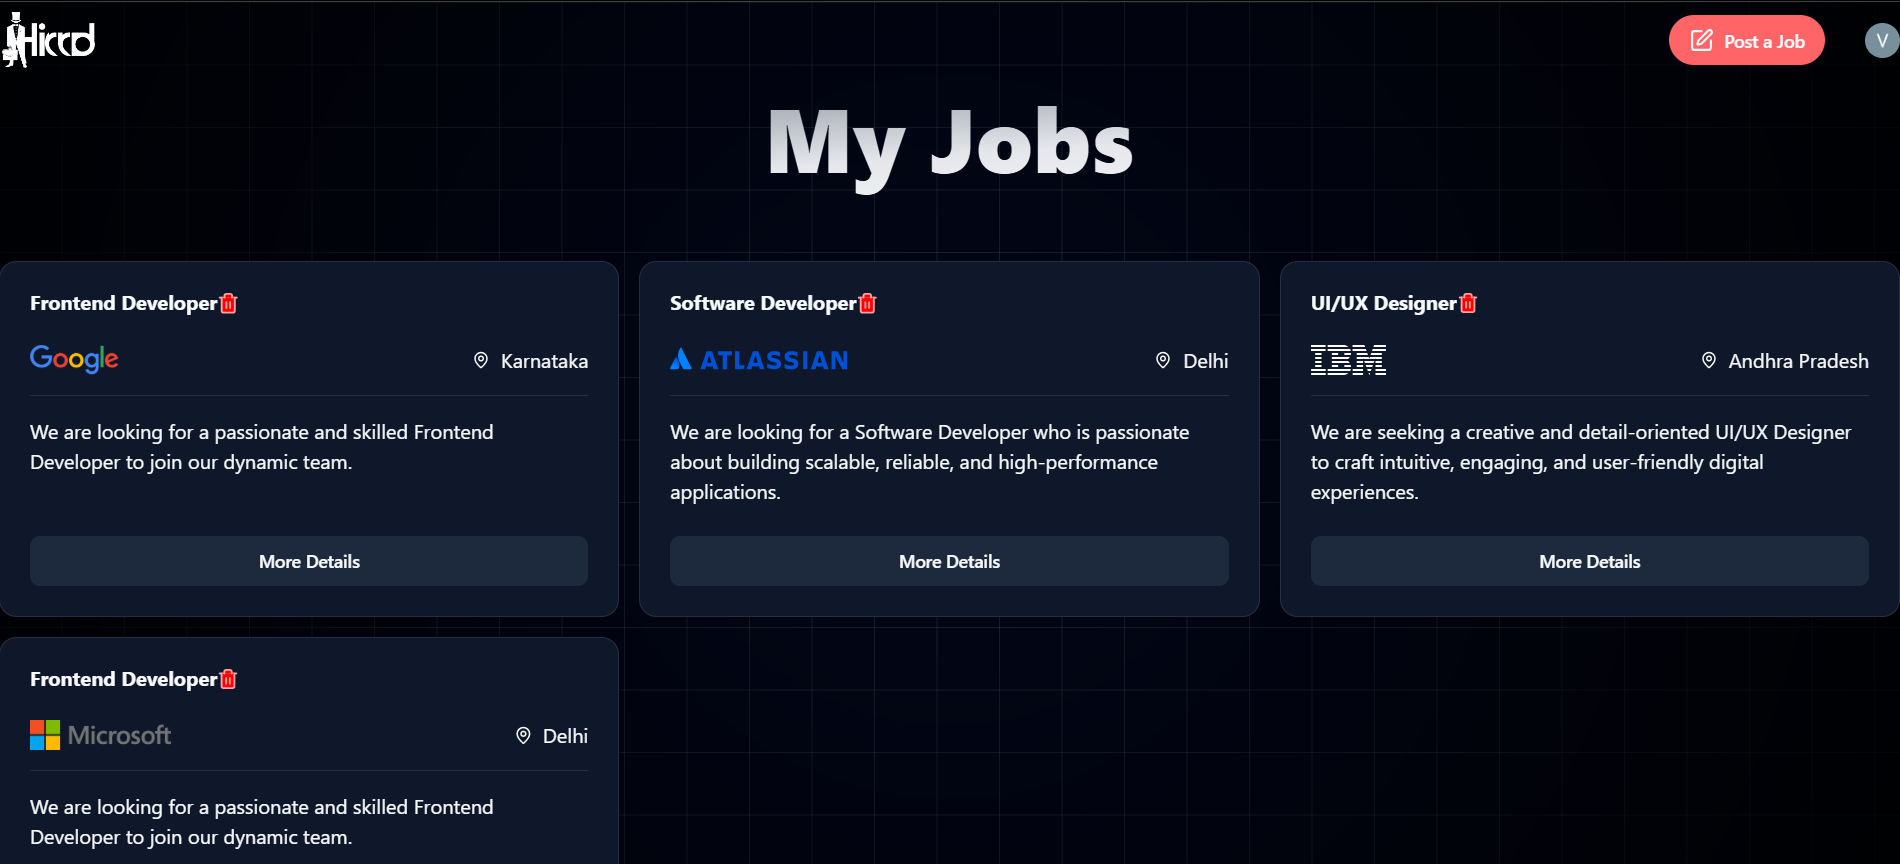 Hirrd
Post a Job
V
My Jobs
Frontend Developer
Google
Karnataka
We are looking for a passionate and skilled Frontend
Developer to join our dynamic team.
More Details
Software Developer
ATLASSIAN
Delhi
We are looking for a Software Developer who is passionate
about building scalable, reliable, and high-performance
applications.
More Details
UI/UX Designer
IBM
Andhra Pradesh
We are seeking a creative and detail-oriented UI/UX Designer
to craft intuitive, engaging, and user-friendly digital
experiences.
More Details
Frontend Developer
Microsoft
Delhi
We are looking for a passionate and skilled Frontend
Developer to join our dynamic team.